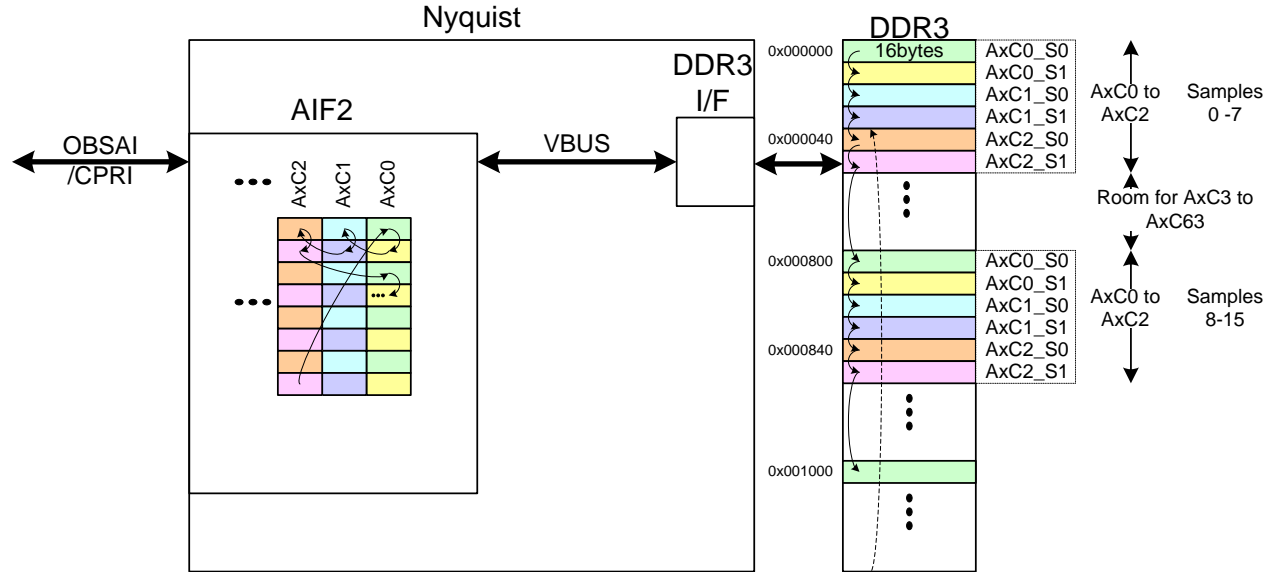 Nyquist
DDR3
I/F
AIF2
OBSAI
/CPRI
VBUS
AxC2
AxC1
AxC0
DDR3
0x000000
16bytes
AxC0_S0
AxC0_S1
AxC1_S0
AxC1_S1
0x000040
AxC2_S0
AxC2_S1
AxC0 to
AxC2
Samples
0 -7
Room for AxC3 to
AxC63
0x000800
AxC0_S0
AxC0_S1
AxC1_S0
AxC1_S1
0x000840
AxC2_S0
AxC2_S1
AxC0 to
AxC2
Samples
8-15
0x001000